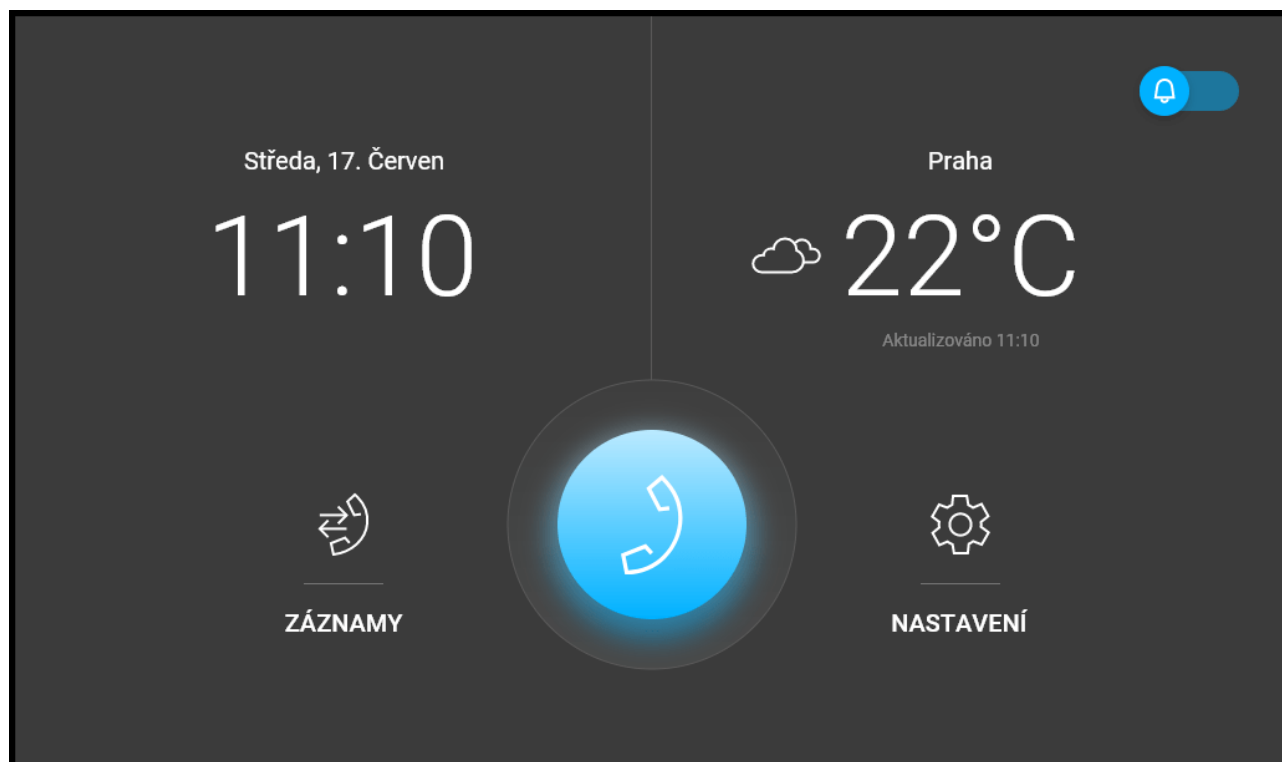 Středa, 17. Červen
11:10
Praha
22°C
Aktualizováno 11:10
ZÁZNAMY
NASTAVENÍ